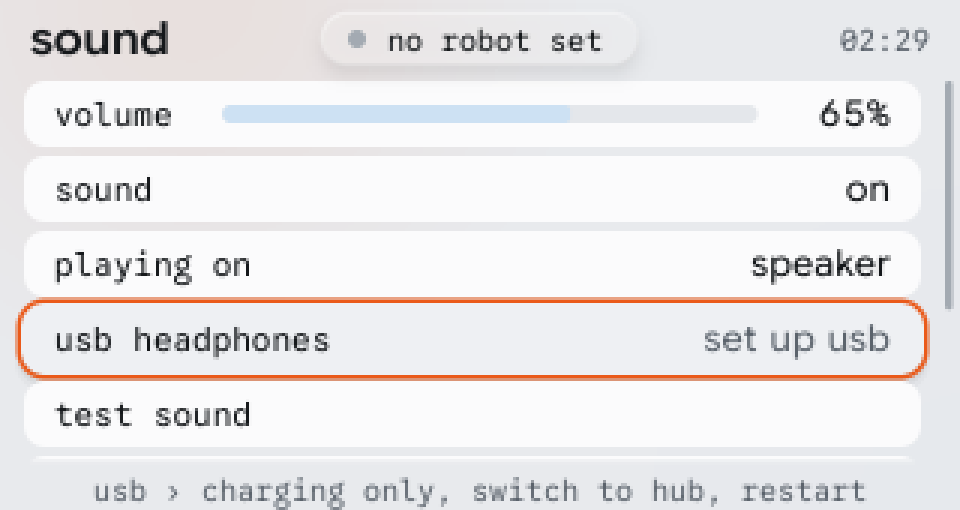 sound
no robot set
02:29
volume 65%
sound on
playing on speaker
usb headphones set up usb
test sound
usb › charging only, switch to hub, restart